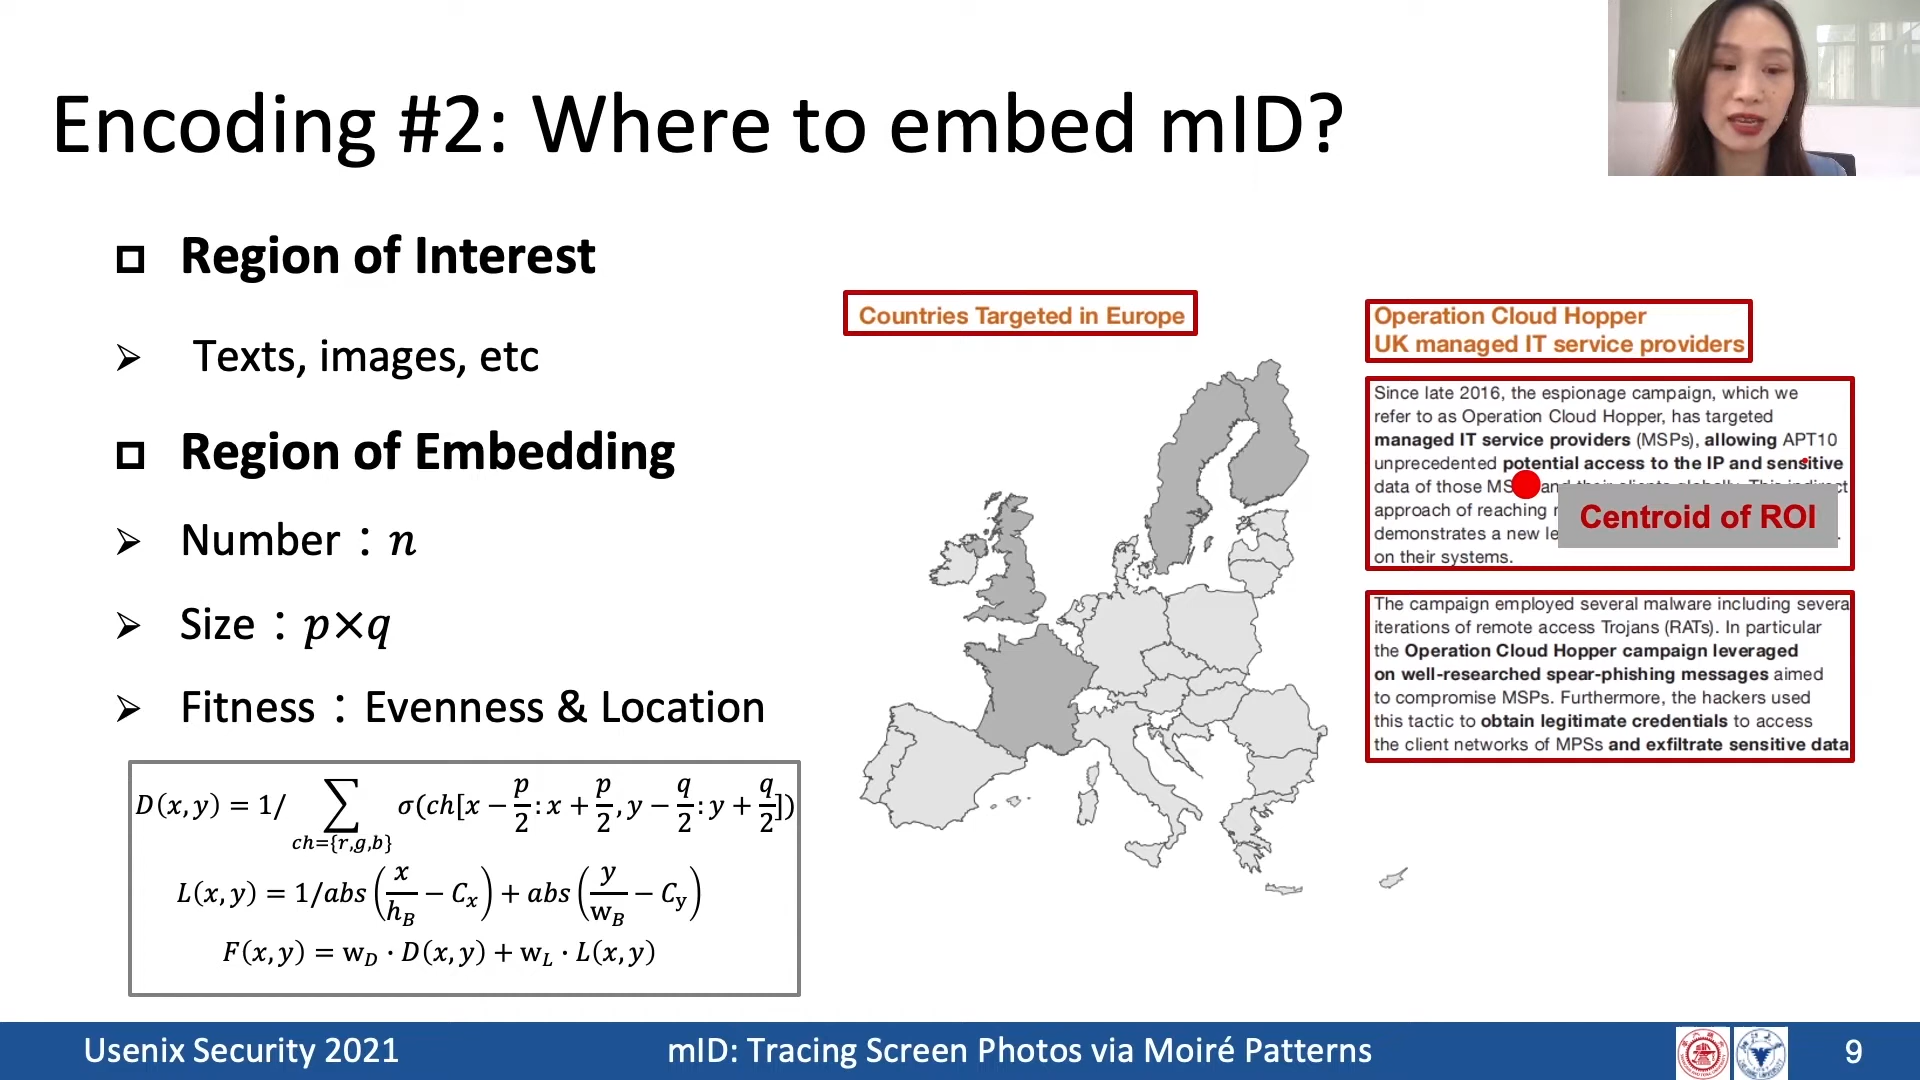 Encoding #2: Where to embed mID?
Region of Interest
Texts, images, etc
Region of Embedding
Number：n
Size：p×q
Fitness：Evenness & Location
D(x,y) = 1/ ∑ ch={r,g,b} σ(ch[x − p/2 : x + p/2, y − q/2 : y + q/2])
L(x,y) = 1/abs(x/h_B − C_x) + abs(y/w_B − C_y)
F(x,y) = w_D · D(x,y) + w_L · L(x,y)
Countries Targeted in Europe
Operation Cloud Hopper
UK managed IT service providers
Since late 2016, the espionage campaign, which we
refer to as Operation Cloud Hopper, has targeted
managed IT service providers (MSPs), allowing APT10
unprecedented potential access to the IP and sensitive
data of those
approach of reaching
demonstrates a new
on their systems.
Centroid of ROI
The campaign employed several malware including severa
iterations of remote access Trojans (RATs). In particular
the Operation Cloud Hopper campaign leveraged
on well-researched spear-phishing messages aimed
to compromise MSPs. Furthermore, the hackers used
this tactic to obtain legitimate credentials to access
the client networks of MPSs and exfiltrate sensitive data
Usenix Security 2021
mID: Tracing Screen Photos via Moiré Patterns
9